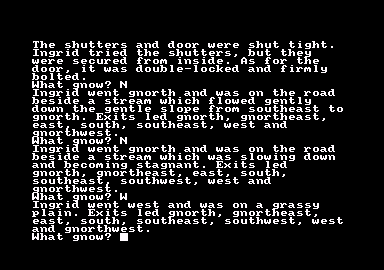 The shutters and door were shut tight.
Ingrid tried the shutters, but they
were secured from inside. As for the
door, it was double-locked and firmly
bolted.
What gnow? N
Ingrid went gnorth and was on the road
beside a stream which flowed gently
down the gentle slope from southeast to
gnorth. Exits led gnorth, gnortheast,
east, south, southeast, west and
gnorthwest.
What gnow? N
Ingrid went gnorth and was on the road
beside a stream which was slowing down
and becoming stagnant. Exits led
gnorth, gnortheast, east, south,
southeast, southwest, west and
gnorthwest.
What gnow? W
Ingrid went west and was on a grassy
plain. Exits led gnorth, gnortheast,
east, south, southeast, southwest, west
and gnorthwest.
What gnow?